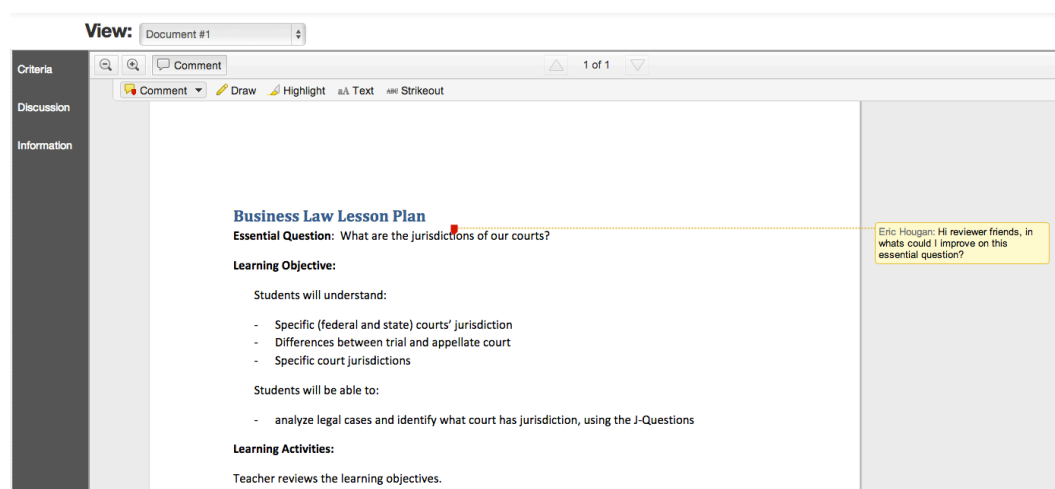 View: Document #1
Criteria
Discussion
Information
Comment
1 of 1
Comment Draw Highlight aA Text ABC Strikeout
Business Law Lesson Plan
Essential Question: What are the jurisdictions of our courts?
Eric Hougan: Hi reviewer friends, in
whats could I improve on this
essential question?
Learning Objective:
Students will understand:
- Specific (federal and state) courts' jurisdiction
- Differences between trial and appellate court
- Specific court jurisdictions
Students will be able to:
- analyze legal cases and identify what court has jurisdiction, using the J-Questions
Learning Activities:
Teacher reviews the learning objectives.